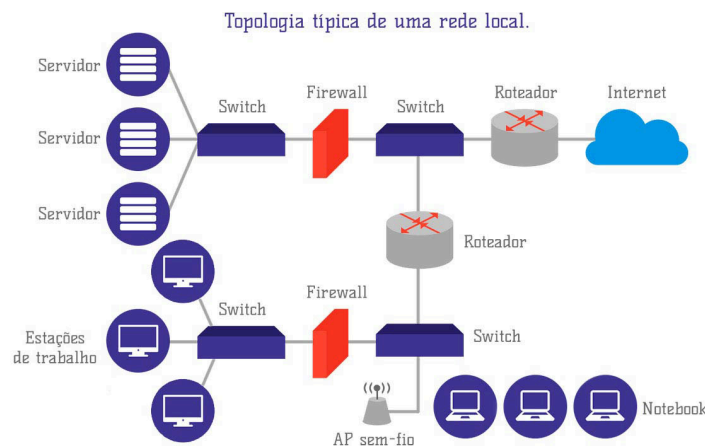 Topologia típica de uma rede local.
Servidor
Switch
Firewall
Switch
Roteador
Internet
Servidor
Servidor
Roteador
Estações
de trabalho
Switch
Firewall
Switch
AP sem-fio
Notebook